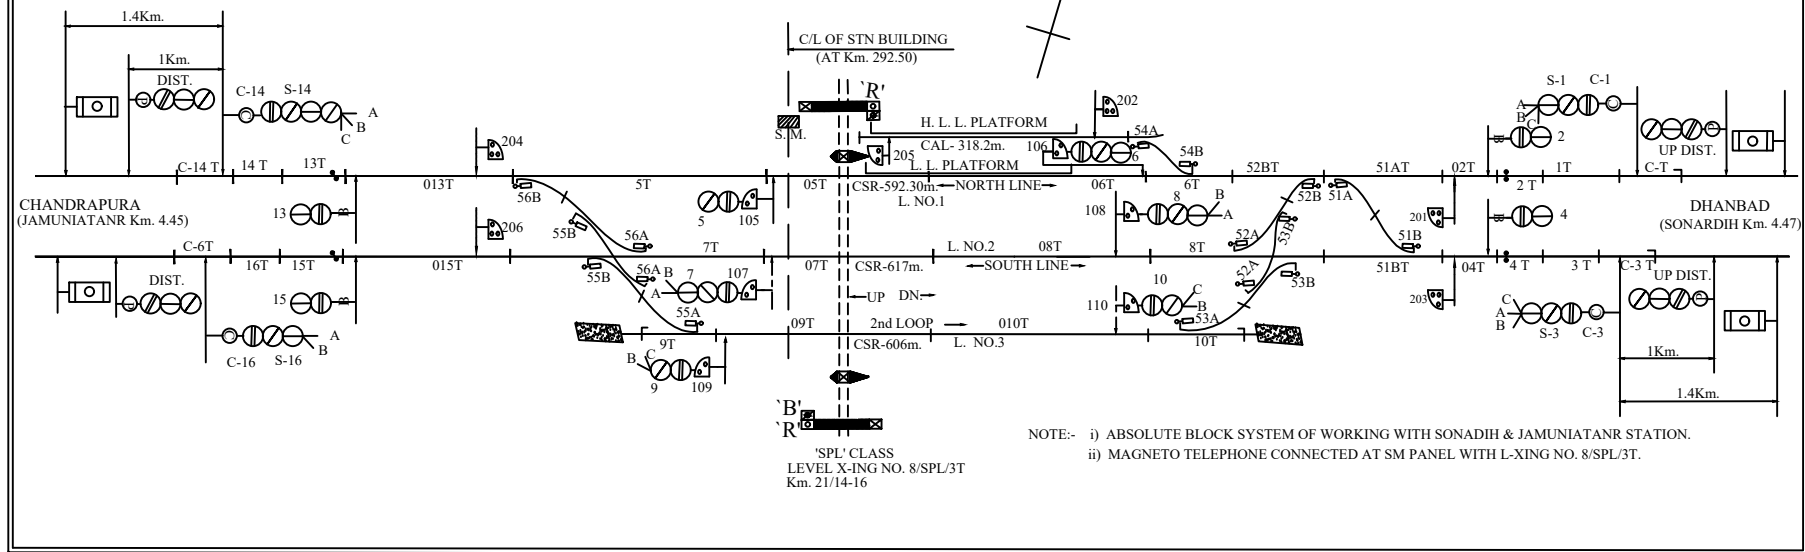 1.4Km.
1Km.
DIST.
P
C-14
C
S-14
A
B
C
C/L OF STN BUILDING
(AT Km. 292.50)
`R'
S.M.
H. L. L. PLATFORM
CAL- 318.2m.
L. L. PLATFORM
202
204
205
106
6
54A
54B
S-1
C-1
A
B
C
C
B
2
P
UP DIST.
C-14 T
14 T
13T
013T
5T
05T
CSR-592.30m.
NORTH LINE
L. NO.1
06T
6T
52BT
51AT
02T
2 T
1T
C-T
CHANDRAPURA
(JAMUNIATANR Km. 4.45)
13
B
206
56B
55B
56A
5
105
108
8
B
A
52A
52B
53B
51A
51B
201
B
4
DHANBAD
(SONARDIH Km. 4.47)
C-6T
16T
15T
015T
7T
07T
CSR-617m.
L. NO.2
SOUTH LINE
08T
8T
51BT
04T
4 T
3 T
C-3 T
DIST.
P
15
B
55B
56A
B
A
7
107
55A
UP
DN
110
10
C
B
52A
53A
53B
203
UP DIST.
P
C
A
B
S-3
C
C-3
C
C-16
S-16
A
B
9T
09T
2nd LOOP
010T
CSR-606m.
L. NO.3
10T
B
C
9
109
1Km.
1.4Km.
`B'
`R'
'SPL' CLASS
LEVEL X-ING NO. 8/SPL/3T
Km. 21/14-16
NOTE:- i) ABSOLUTE BLOCK SYSTEM OF WORKING WITH SONADIH & JAMUNIATANR STATION.
ii) MAGNETO TELEPHONE CONNECTED AT SM PANEL WITH L-XING NO. 8/SPL/3T.